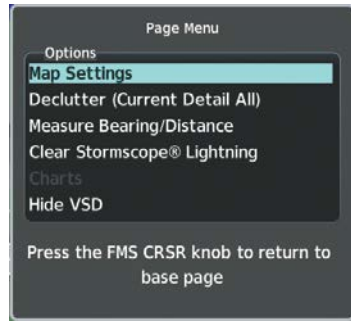 Page Menu
Options
Map Settings
Declutter (Current Detail All)
Measure Bearing/Distance
Clear Stormscope® Lightning
Charts
Hide VSD
Press the FMS CRSR knob to return to
base page